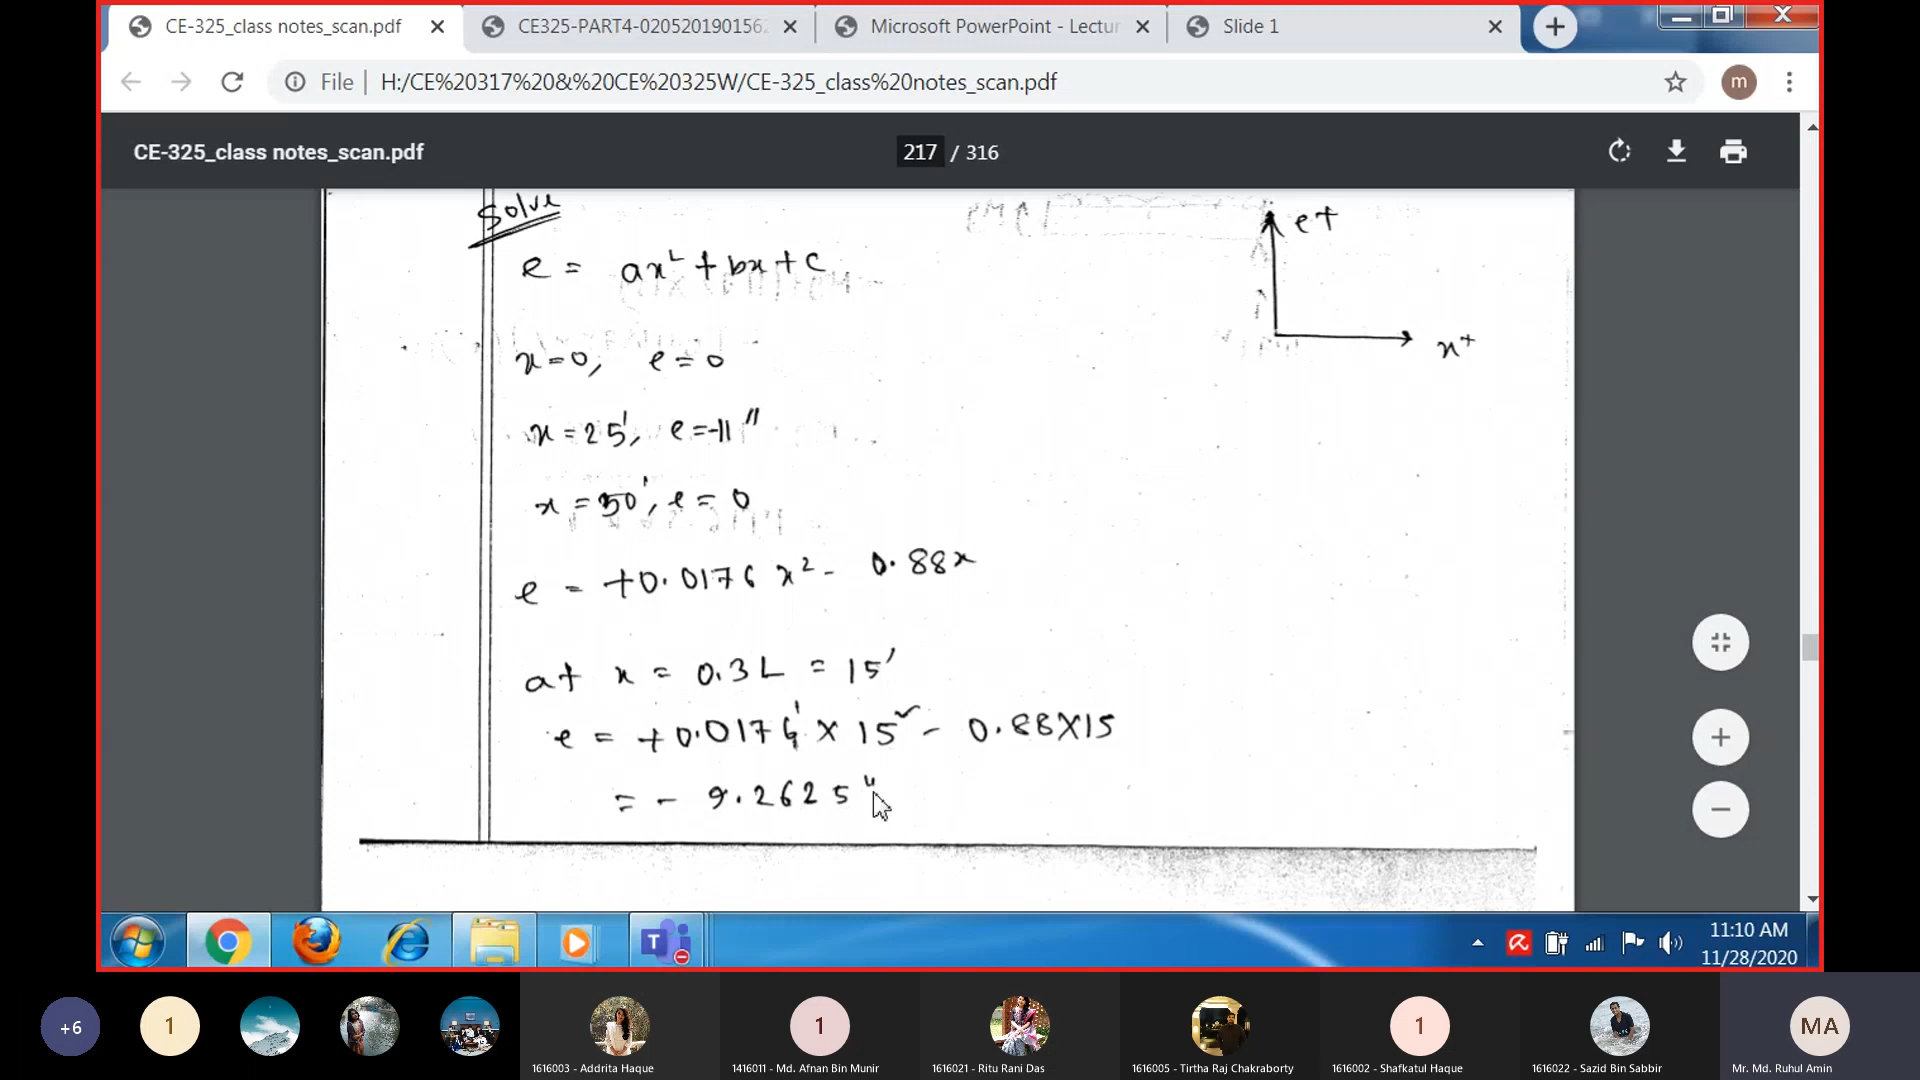 CE-325_class notes_scan.pdf
CE325-PART4-0205201901562
Microsoft PowerPoint - Lectur
Slide 1
File | H:/CE%20317%20&%20CE%20325W/CE-325_class%20notes_scan.pdf
m
CE-325_class notes_scan.pdf
217 / 316
Solve
e+
e = ax² + bx + c
x+
x=0, e=0
x=25', e=-11"
x=50', e=0
e = +0.0176 x² - 0.88x
at x = 0.3L = 15'
e = +0.0176 × 15² - 0.88×15
= - 9.2625"
11:10 AM
11/28/2020
+6
1
1
1
MA
1616003 - Addrita Haque
1416011 - Md. Afnan Bin Munir
1616021 - Ritu Rani Das
1616005 - Tirtha Raj Chakraborty
1616002 - Shafkatul Haque
1616022 - Sazid Bin Sabbir
Mr. Md. Ruhul Amin